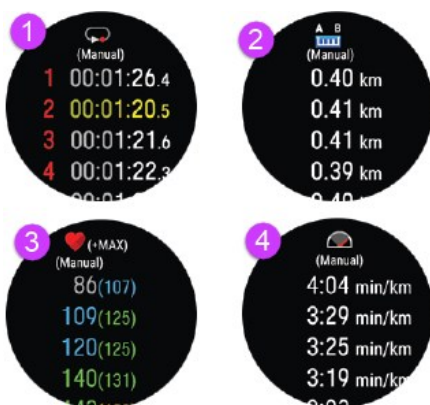 1
(Manual)
1 00:01:26.4
2 00:01:20.5
3 00:01:21.6
4 00:01:22.3
2
A B
(Manual)
0.40 km
0.41 km
0.41 km
0.39 km
3
(+MAX)
(Manual)
86(107)
109(125)
120(125)
140(131)
4
(Manual)
4:04 min/km
3:29 min/km
3:25 min/km
3:19 min/km